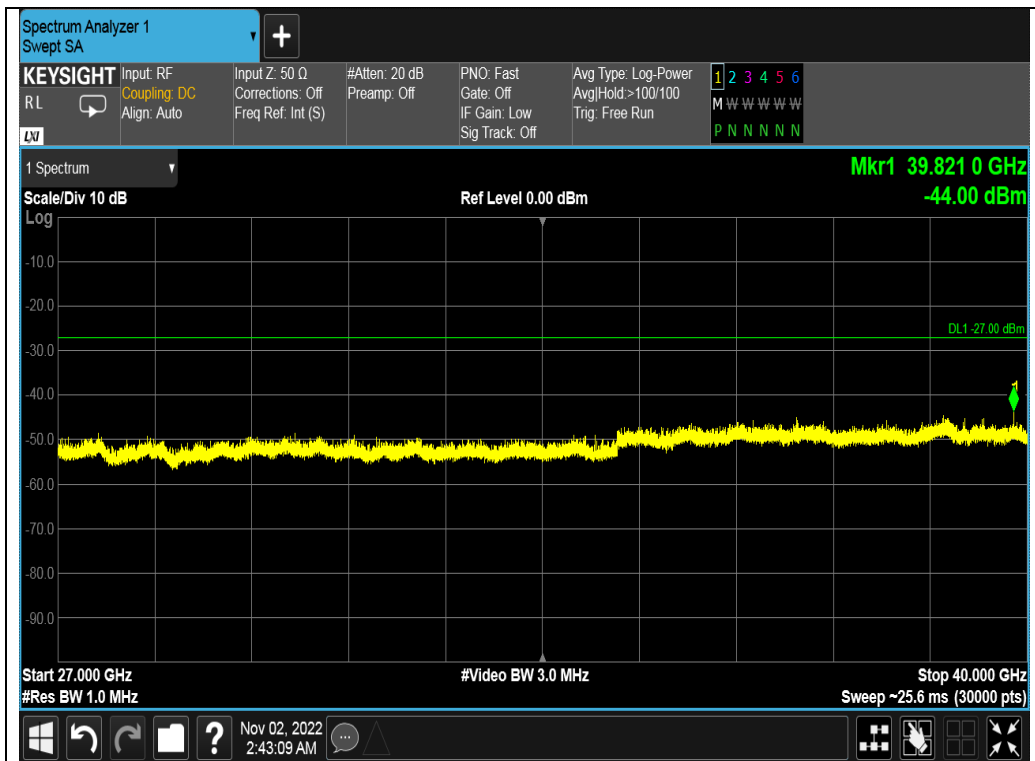 Spectrum Analyzer 1
Swept SA
+
KEYSIGHT
RL
LXI
Input: RF
Coupling: DC
Align: Auto
Input Z: 50 Ω
Corrections: Off
Freq Ref: Int (S)
#Atten: 20 dB
Preamp: Off
PNO: Fast
Gate: Off
IF Gain: Low
Sig Track: Off
Avg Type: Log-Power
Avg|Hold:>100/100
Trig: Free Run
1 2 3 4 5 6
M W W W W W
P N N N N N
1 Spectrum
Mkr1 39.821 0 GHz
Scale/Div 10 dB
Ref Level 0.00 dBm
-44.00 dBm
Log
-10.0
-20.0
DL1 -27.00 dBm
-30.0
1
-40.0
-50.0
-60.0
-70.0
-80.0
-90.0
Start 27.000 GHz
#Video BW 3.0 MHz
Stop 40.000 GHz
#Res BW 1.0 MHz
Sweep ~25.6 ms (30000 pts)
?
Nov 02, 2022
2:43:09 AM